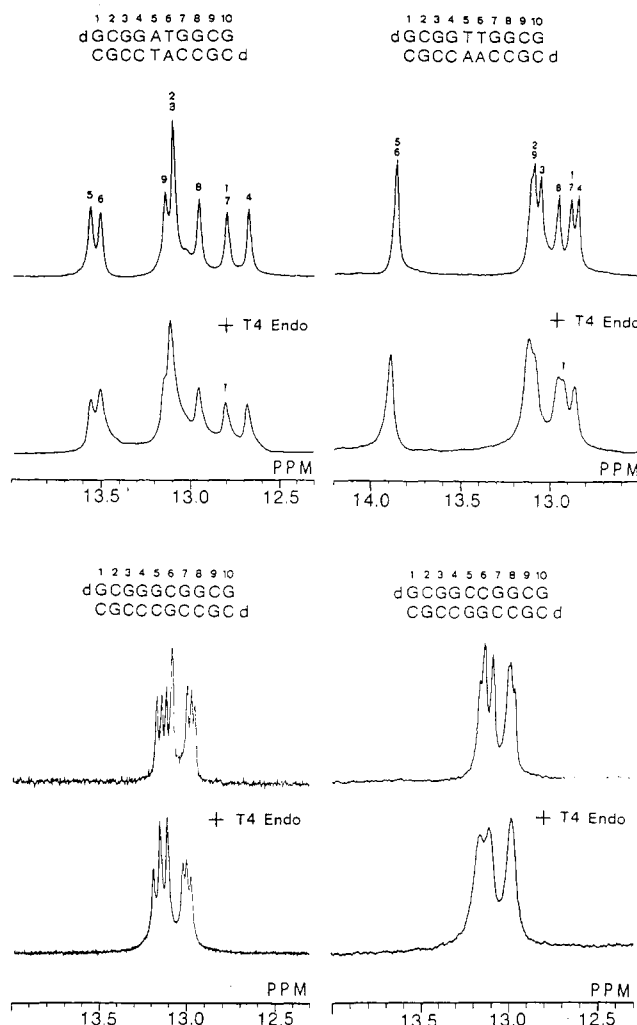 1 2 3 4 5 6 7 8 9 10
dGCGGATGGCG
CGCCTACCGCd
5 6 9 2 3 8 1 7 4
+ T4 Endo
PPM
13.5 13.0 12.5
1 2 3 4 5 6 7 8 9 10
dGCGGTTGGCG
CGCCAACCGCd
5 6 2 9 3 8 1 7 4
+ T4 Endo
1
PPM
14.0 13.5 13.0
1 2 3 4 5 6 7 8 9 10
dGCGGGCGGCG
CGCCCGCCGCd
+ T4 Endo
PPM
13.5 13.0 12.5
1 2 3 4 5 6 7 8 9 10
dGCGGCCGGCG
CGCCGGCCGCd
+ T4 Endo
PPM
13.5 13.0 12.5